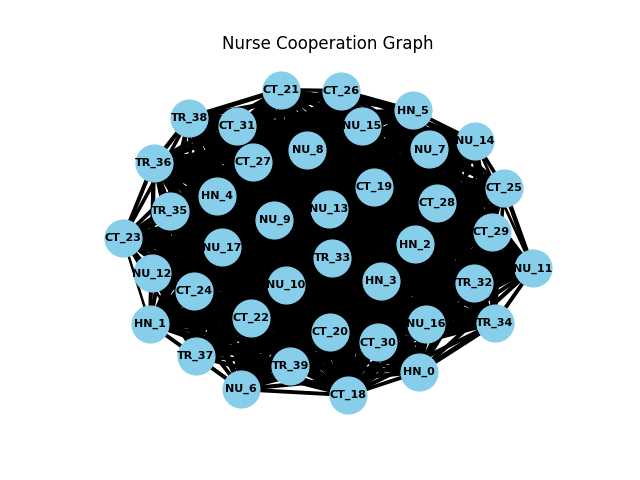 Nurse Cooperation Graph
CT_21
CT_26
HN_5
TR_38
CT_31
NU_15
NU_14
NU_8
NU_7
TR_36
CT_27
CT_19
CT_25
HN_4
CT_28
TR_35
NU_13
NU_9
CT_29
CT_23
NU_17
HN_2
TR_33
NU_11
NU_12
HN_3
TR_32
NU_10
CT_24
CT_22
HN_1
NU_16
TR_34
CT_20
CT_30
TR_37
TR_39
HN_0
NU_6
CT_18